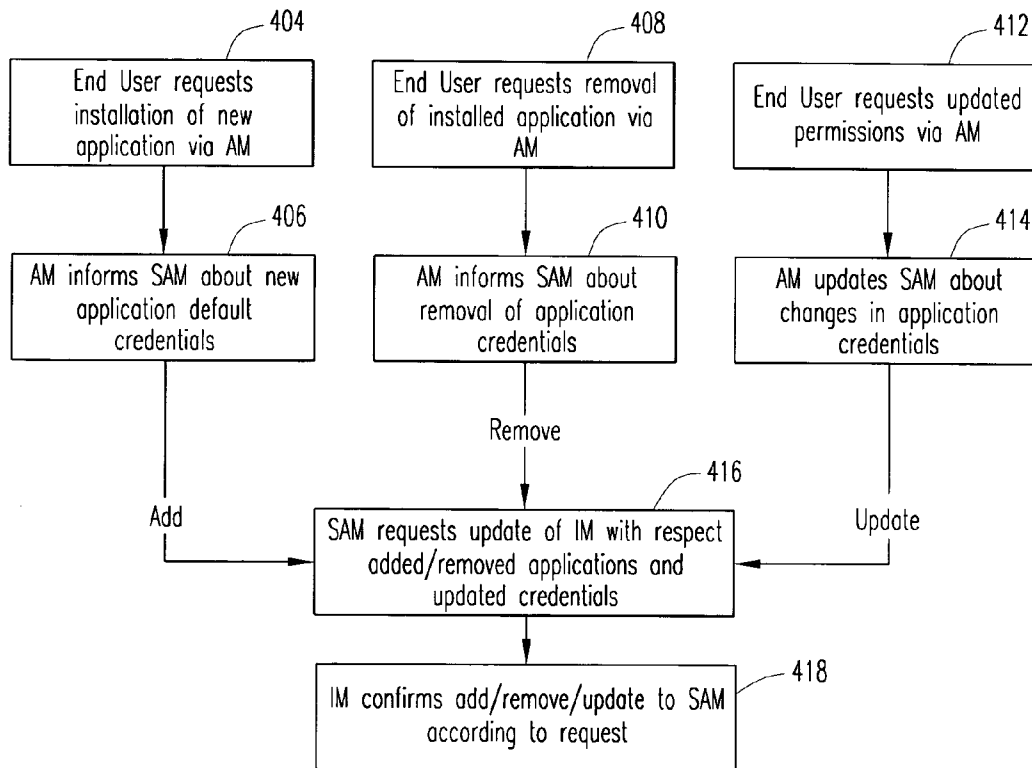 404
End User requests
installation of new
application via AM
408
End User requests removal
of installed application via
AM
412
End User requests updated
permissions via AM
406
AM informs SAM about new
application default
credentials
410
AM informs SAM about
removal of application
credentials
414
AM updates SAM about
changes in application
credentials
Add
Remove
Update
416
SAM requests update of IM with respect
added/removed applications and
updated credentials
418
IM confirms add/remove/update to SAM
according to request